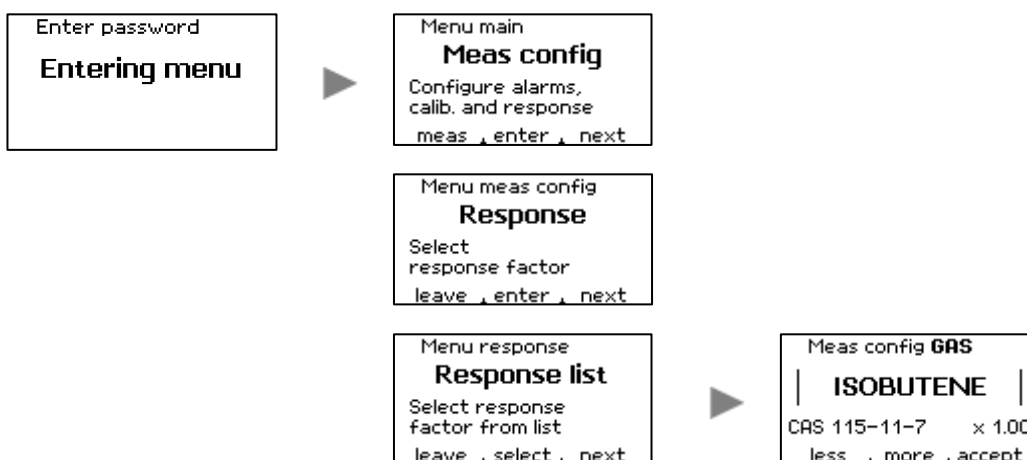 Enter password
Entering menu
Menu main
Meas config
Configure alarms,
calib. and response
meas enter next
Menu meas config
Response
Select
response factor
leave enter next
Menu response
Response list
Select response
factor from list
leave select next
Meas config GAS
ISOBUTENE
CAS 115-11-7 x 1.00
less more accept